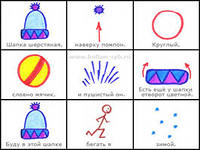 Шапка шерстяная,
наверху помпон.
Круглый,
словно мячик,
и пушистый он.
Есть ещё у шапки
отворот цветной.
Буду в этой шапке
бегать я
зимой.